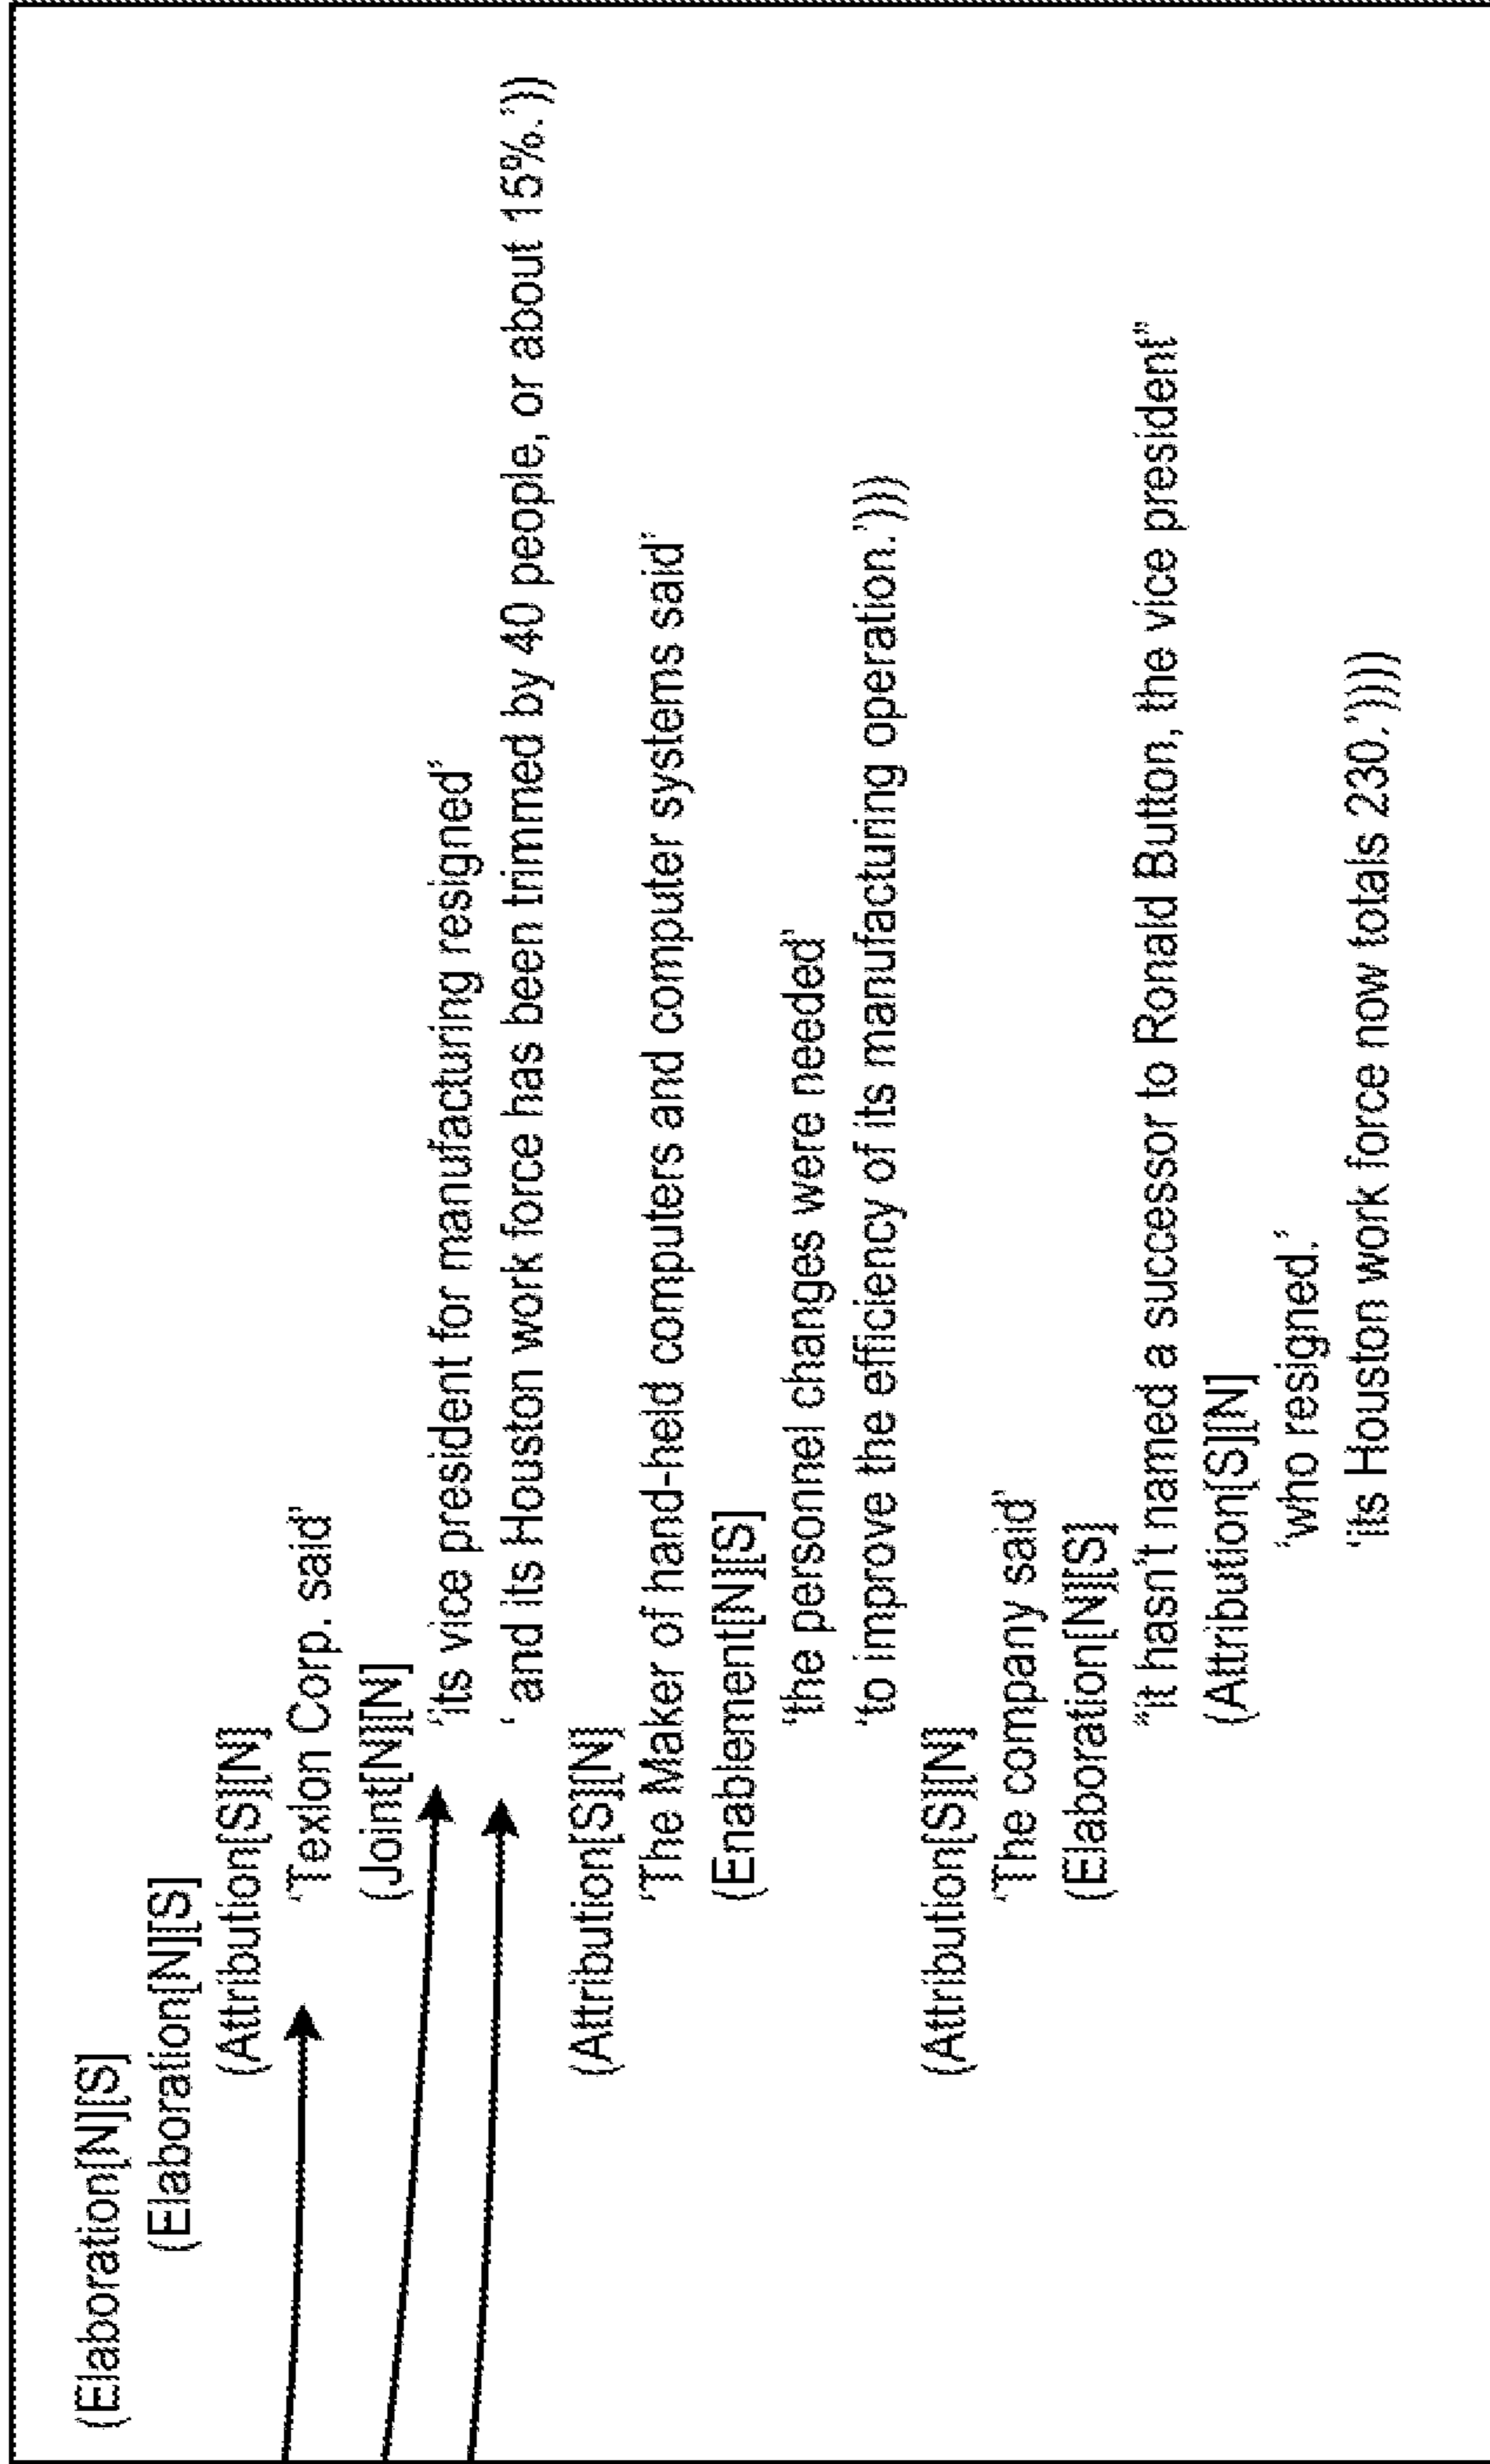 (Elaboration[N][S]
(Elaboration[N][S]
(Attribution[S][N]
'Texlon Corp. said'
(Joint[N][N]
'its vice president for manufacturing resigned'
' and its Houston work force has been trimmed by 40 people, or about 15%.'))
(Attribution[S][N]
'The Maker of hand-held computers and computer systems said'
(Enablement[N][S]
'the personnel changes were needed'
'to improve the efficiency of its manufacturing operation.')))
(Attribution[S][N]
'The company said'
(Elaboration[N][S]
"it hasn't named a successor to Ronald Button, the vice president"
(Attribution[S][N]
'who resigned.'
'its Houston work force now totals 230.'))))